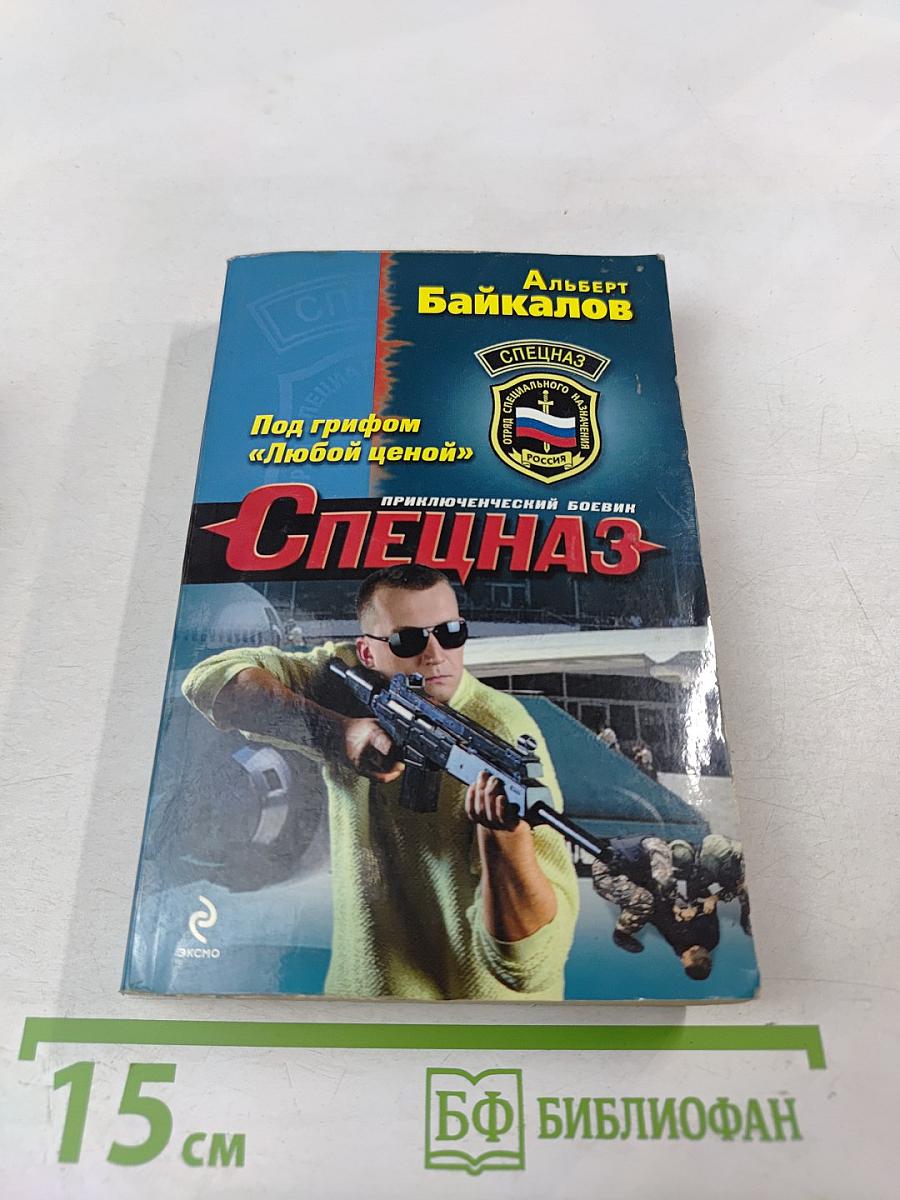 Альберт
Байкалов
СПЕЦНАЗ
ОТРЯД СПЕЦИАЛЬНОГО НАЗНАЧЕНИЯ
РОССИЯ
Под грифом
«Любой ценой»
ПРИКЛЮЧЕНЧЕСКИЙ БОЕВИК
СПЕЦНАЗ
ЭКСМО
15 см
БФ БИБЛИОФАН